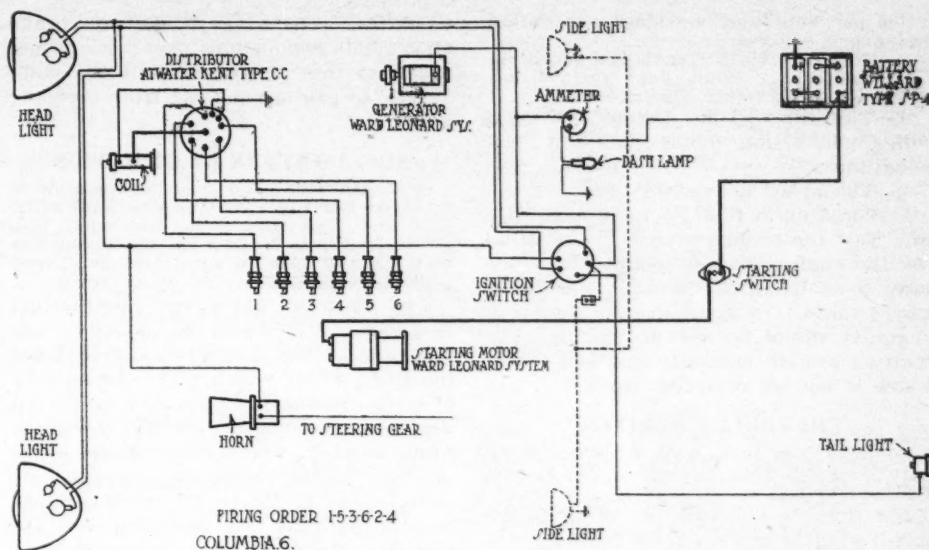 SIDE LIGHT
DISTRIBUTOR
ATWATER KENT TYPE C-C
HEAD
LIGHT
GENERATOR
WARD LEONARD SYS.
AMMETER
BATTERY
WILLARD
TYPE SP-
DASH LAMP
COIL
IGNITION
SWITCH
STARTING
SWITCH
1 2 3 4 5 6
STARTING MOTOR
WARD LEONARD SYSTEM
HORN
TO STEERING GEAR
HEAD
LIGHT
TAIL LIGHT
SIDE LIGHT
FIRING ORDER 1-5-3-6-2-4
COLUMBIA.6.